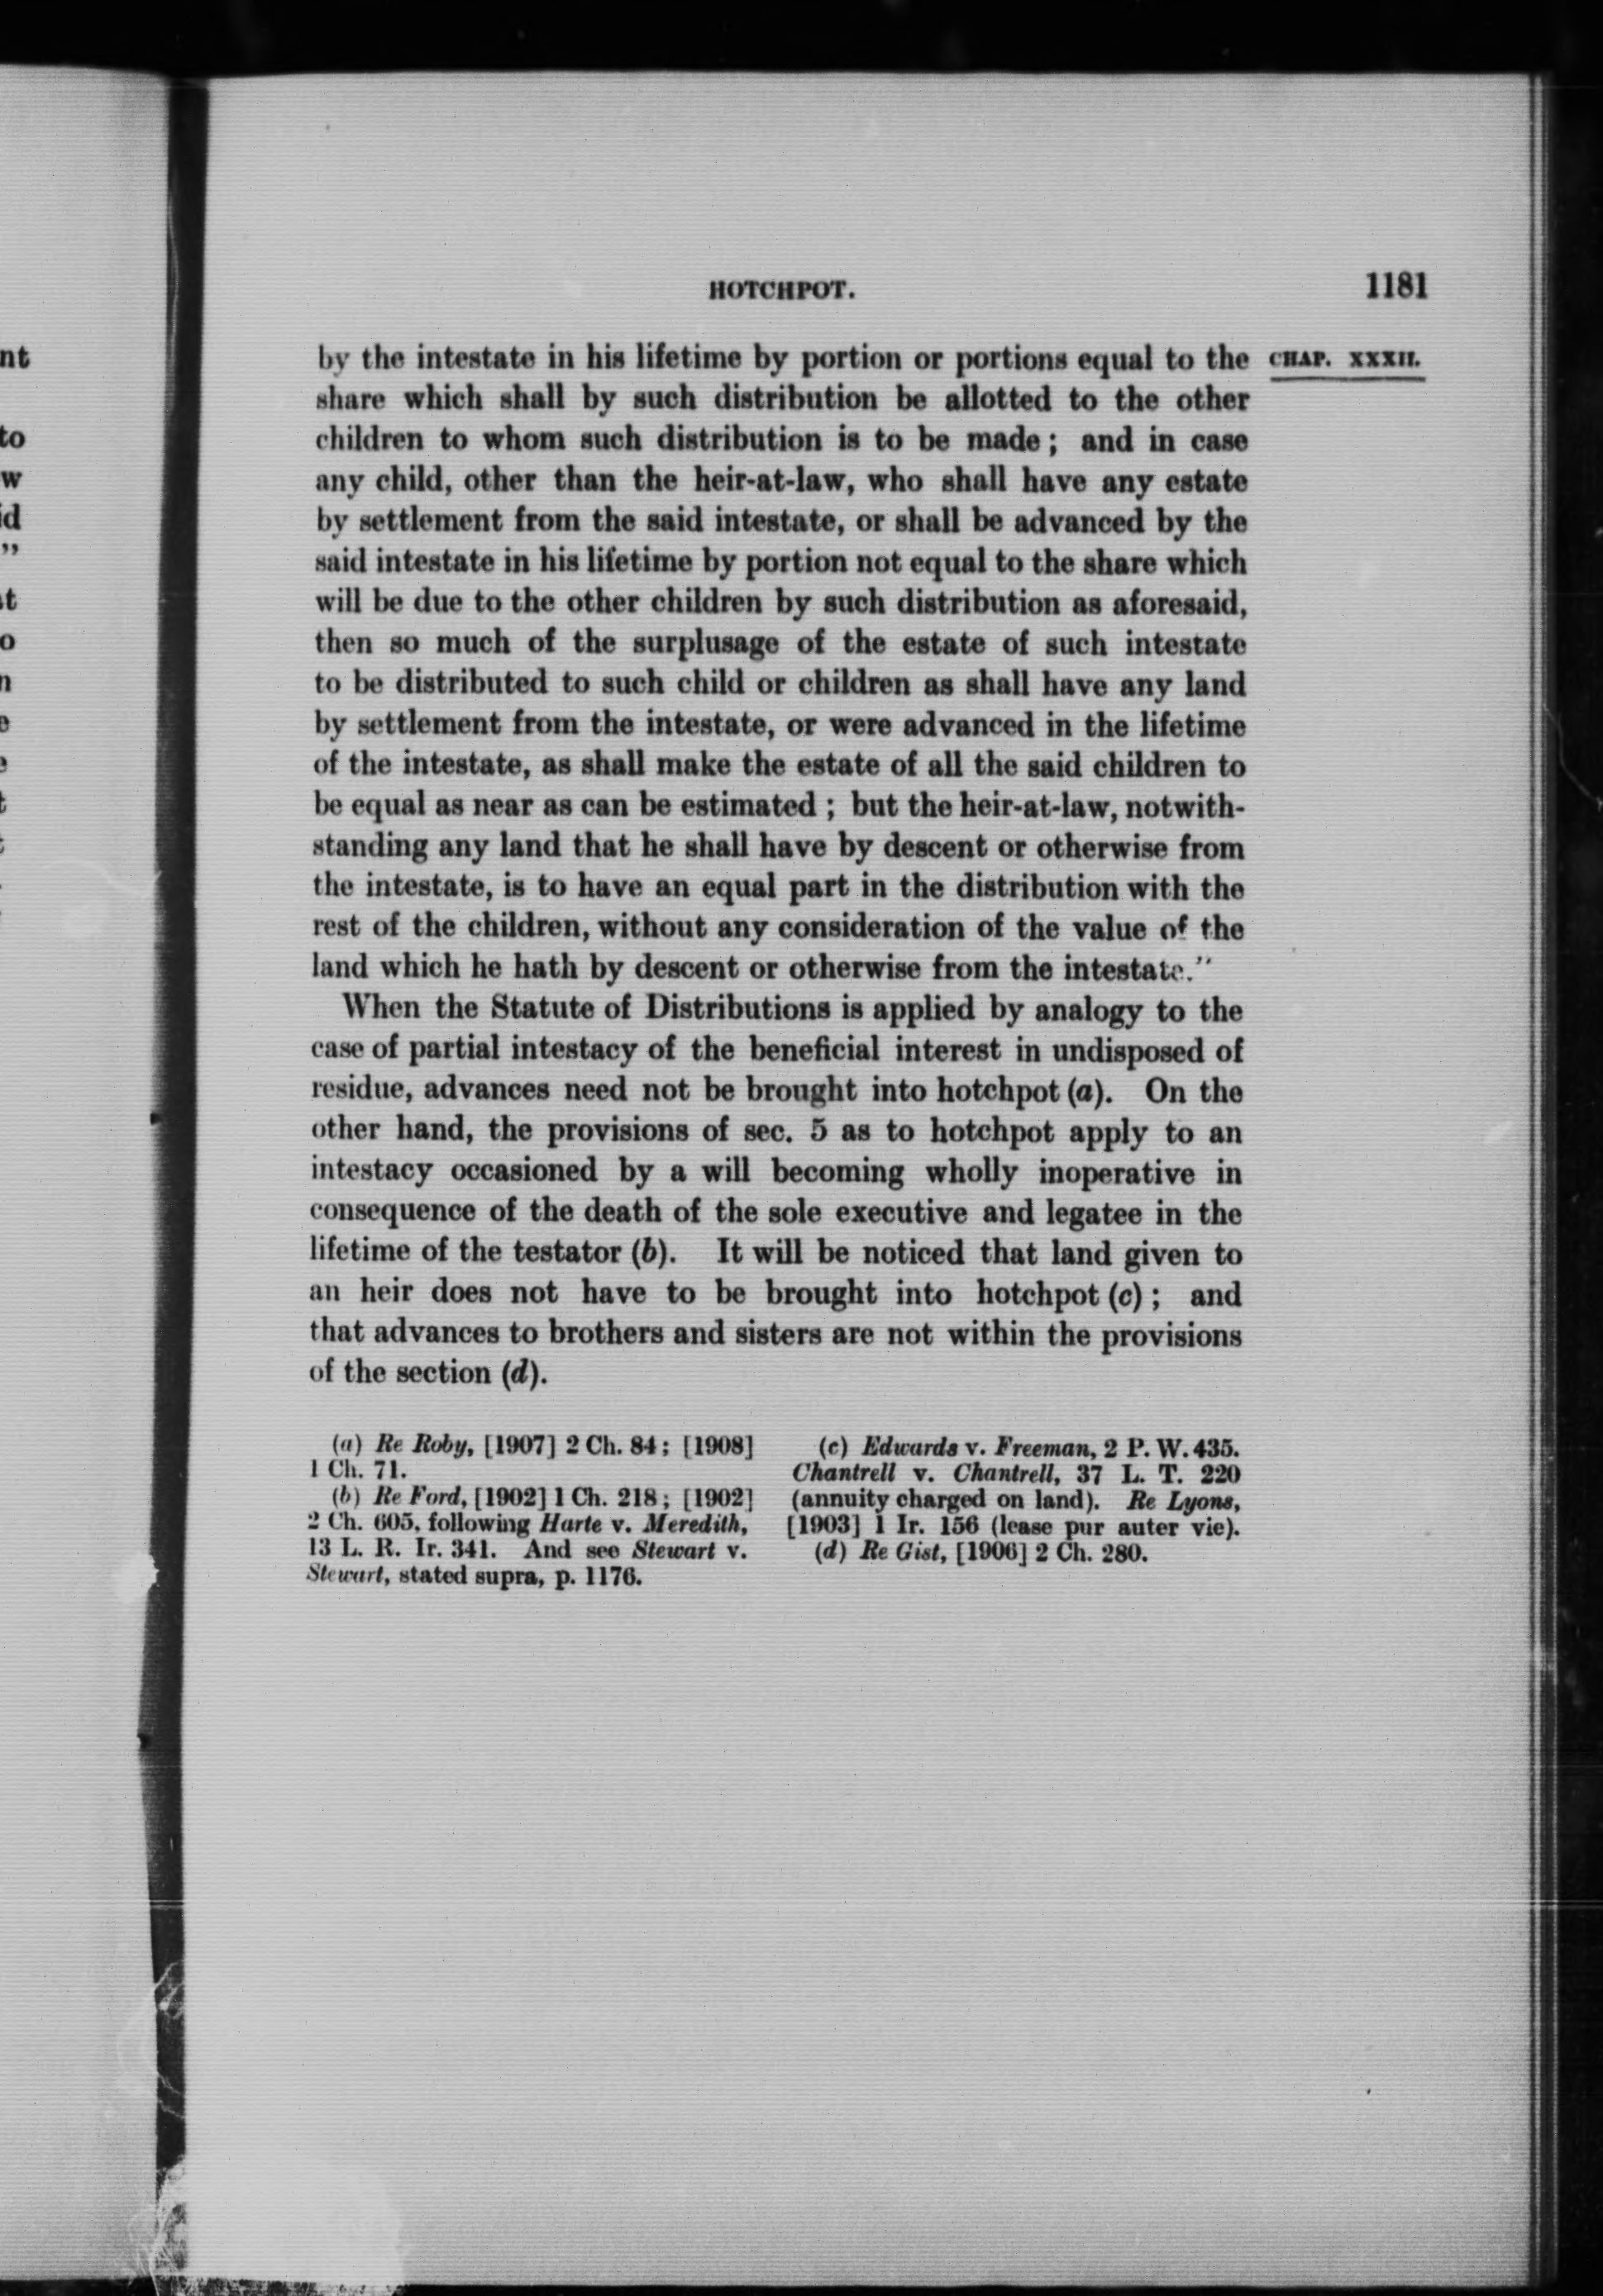 HOTCHPOT. 1181
by the intestate in his lifetime by portion or portions equal to the CHAP. XXXII.
share which shall by such distribution be allotted to the other
children to whom such distribution is to be made; and in case
any child, other than the heir-at-law, who shall have any estate
by settlement from the said intestate, or shall be advanced by the
said intestate in his lifetime by portion not equal to the share which
will be due to the other children by such distribution as aforesaid,
then so much of the surplusage of the estate of such intestate
to be distributed to such child or children as shall have any land
by settlement from the intestate, or were advanced in the lifetime
of the intestate, as shall make the estate of all the said children to
be equal as near as can be estimated; but the heir-at-law, notwith-
standing any land that he shall have by descent or otherwise from
the intestate, is to have an equal part in the distribution with the
rest of the children, without any consideration of the value of the
land which he hath by descent or otherwise from the intestate."
When the Statute of Distributions is applied by analogy to the
case of partial intestacy of the beneficial interest in undisposed of
residue, advances need not be brought into hotchpot (a). On the
other hand, the provisions of sec. 5 as to hotchpot apply to an
intestacy occasioned by a will becoming wholly inoperative in
consequence of the death of the sole executive and legatee in the
lifetime of the testator (b). It will be noticed that land given to
an heir does not have to be brought into hotchpot (c); and
that advances to brothers and sisters are not within the provisions
of the section (d).
(a) Re Roby, [1907] 2 Ch. 84; [1908]
1 Ch. 71.
(b) Re Ford, [1902] 1 Ch. 218; [1902]
2 Ch. 605, following Harte v. Meredith,
13 L. R. Ir. 341. And see Stewart v.
Stewart, stated supra, p. 1176.
(c) Edwards v. Freeman, 2 P. W. 435.
Chantrell v. Chantrell, 37 L. T. 220
(annuity charged on land). Re Lyons,
[1903] 1 Ir. 156 (lease pur auter vie).
(d) Re Gist, [1906] 2 Ch. 280.